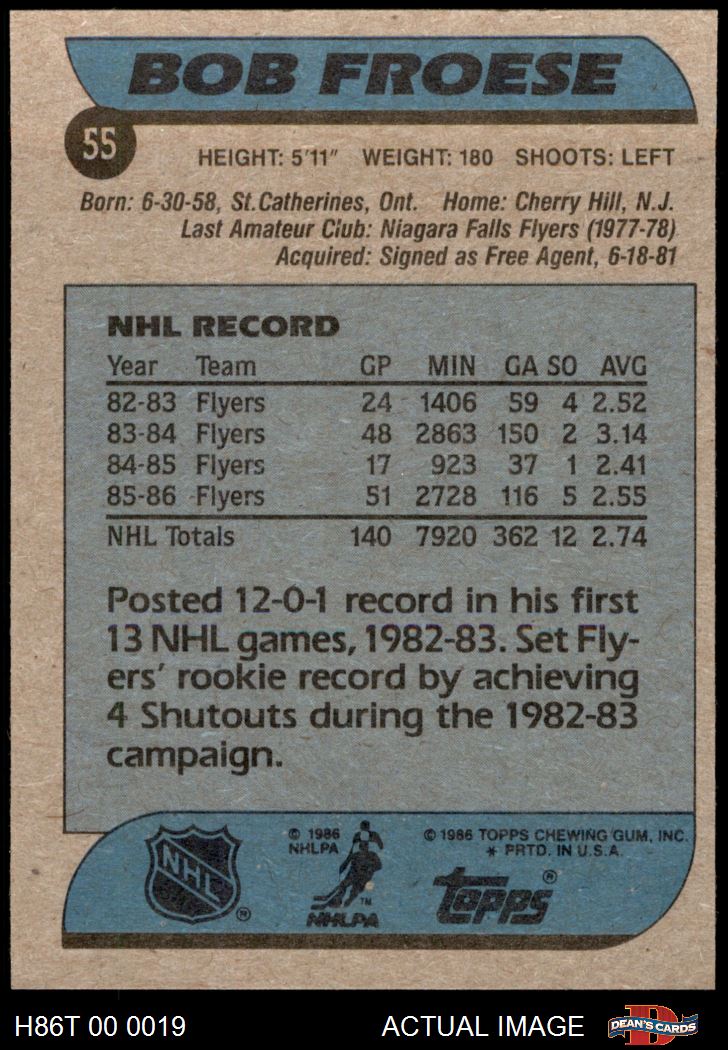 BOB FROESE
55
HEIGHT: 5'11" WEIGHT: 180 SHOOTS: LEFT
Born: 6-30-58, St.Catherines, Ont. Home: Cherry Hill, N.J.
Last Amateur Club: Niagara Falls Flyers (1977-78)
Acquired: Signed as Free Agent, 6-18-81
NHL RECORD
Year Team GP MIN GA SO AVG
82-83 Flyers 24 1406 59 4 2.52
83-84 Flyers 48 2863 150 2 3.14
84-85 Flyers 17 923 37 1 2.41
85-86 Flyers 51 2728 116 5 2.55
NHL Totals 140 7920 362 12 2.74
Posted 12-0-1 record in his first
13 NHL games, 1982-83. Set Fly-
ers' rookie record by achieving
4 Shutouts during the 1982-83
campaign.
NHL ®
© 1986
NHLPA
TM
NHLPA
© 1986 TOPPS CHEWING GUM, INC.
* PRTD. IN U.S.A.
Topps ®
H86T 00 0019 ACTUAL IMAGE
D
DEAN'S CARDS